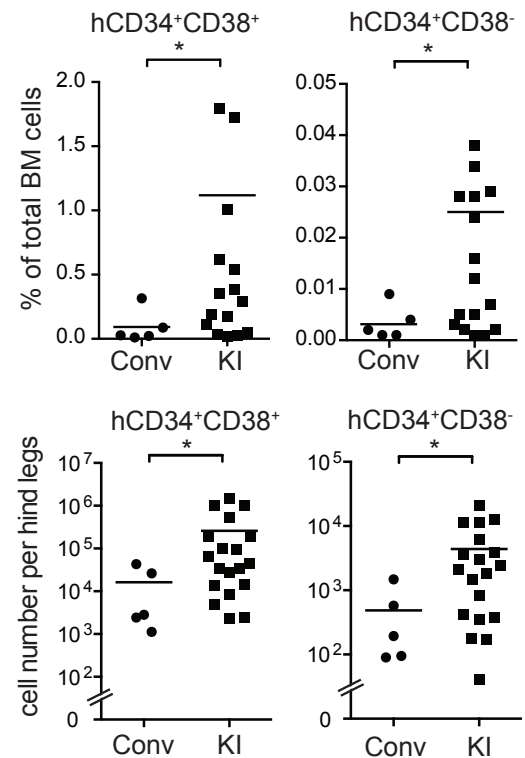 hCD34⁺CD38⁺
*
% of total BM cells
2.0
1.5
1.0
0.5
0.0
Conv KI
hCD34⁺CD38⁻
*
0.05
0.04
0.03
0.02
0.01
0.00
Conv KI
hCD34⁺CD38⁺
*
cell number per hind legs
10⁷
10⁶
10⁵
10⁴
10³
10²
0
Conv KI
hCD34⁺CD38⁻
*
10⁵
10⁴
10³
10²
0
Conv KI